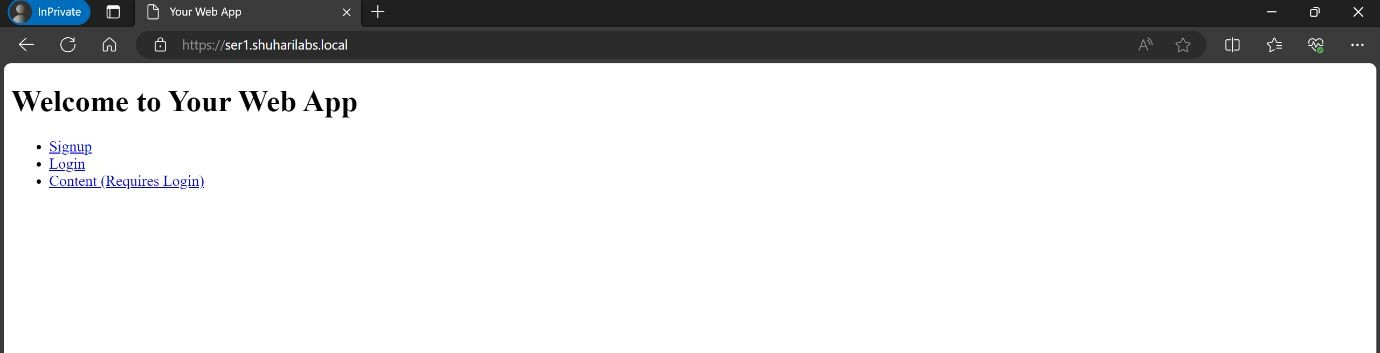 InPrivate
Your Web App
https://ser1.shuharilabs.local
Welcome to Your Web App
Signup
Login
Content (Requires Login)